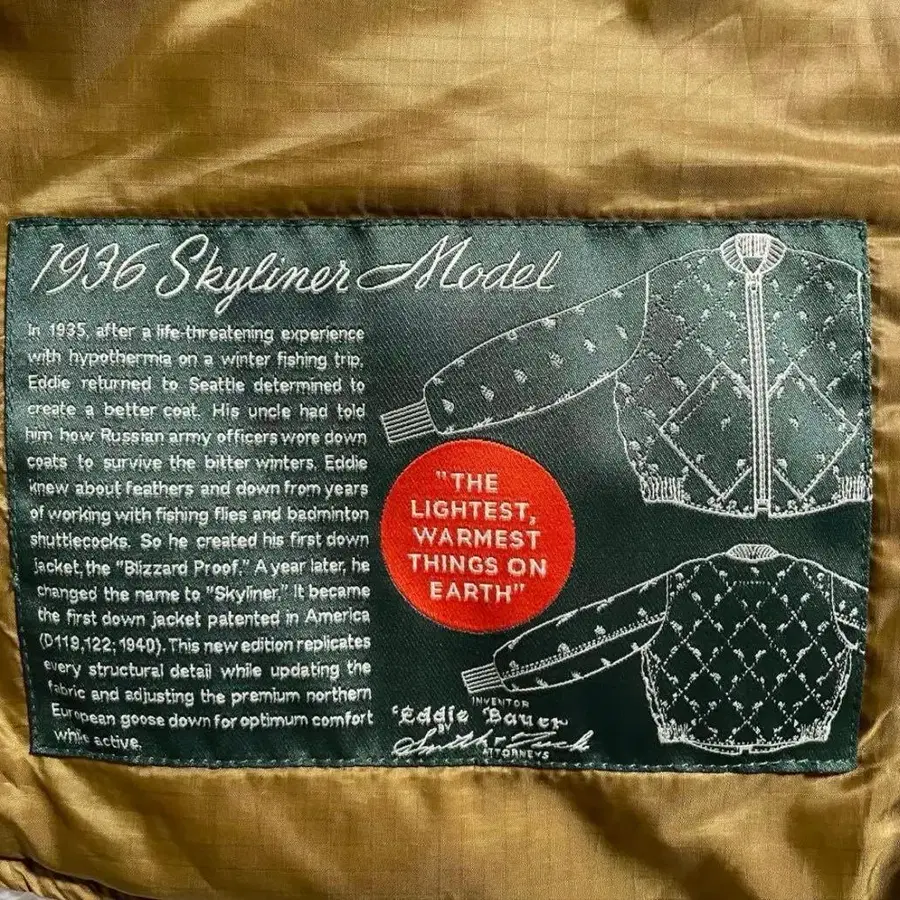 1936 Skyliner Model
In 1935, after a life-threatening experience
with hypothermia on a winter fishing trip,
Eddie returned to Seattle determined to
create a better coat. His uncle had told
him how Russian army officers wore down
coats to survive the bitter winters. Eddie
knew about feathers and down from years
of working with fishing flies and badminton
shuttlecocks. So he created his first down
jacket, the "Blizzard Proof." A year later, he
changed the name to "Skyliner." It became
the first down jacket patented in America
(D119,122; 1940). This new edition replicates
every structural detail while updating the
fabric and adjusting the premium northern
European goose down for optimum comfort
while active.
"THE
LIGHTEST,
WARMEST
THINGS ON
EARTH"
INVENTOR
Eddie Bauer
BY
ATTORNEYS